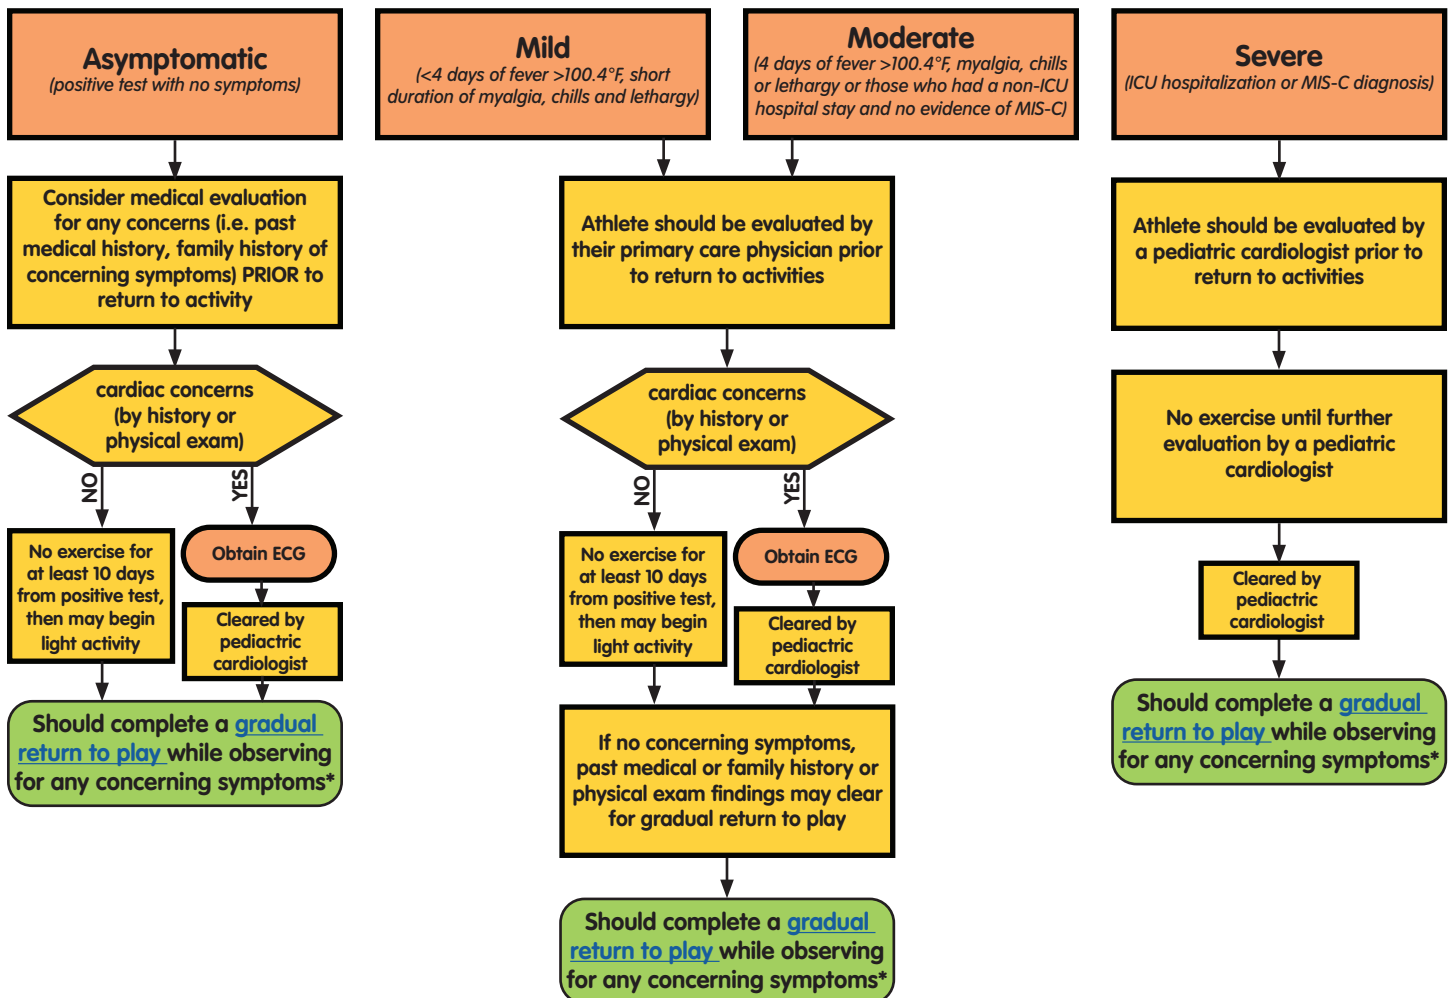 Asymptomatic
(positive test with no symptoms)
Mild
(<4 days of fever >100.4°F, short
duration of myalgia, chills and lethargy)
Moderate
(4 days of fever >100.4°F, myalgia, chills
or lethargy or those who had a non-ICU
hospital stay and no evidence of MIS-C)
Severe
(ICU hospitalization or MIS-C diagnosis)
Consider medical evaluation
for any concerns (i.e. past
medical history, family history of
concerning symptoms) PRIOR to
return to activity
cardiac concerns
(by history or
physical exam)
NO
YES
No exercise for
at least 10 days
from positive test,
then may begin
light activity
Obtain ECG
Cleared by
pediactric
cardiologist
Should complete a gradual
return to play while observing
for any concerning symptoms*
Athlete should be evaluated by
their primary care physician prior
to return to activities
cardiac concerns
(by history or
physical exam)
NO
YES
No exercise for
at least 10 days
from positive test,
then may begin
light activity
Obtain ECG
Cleared by
pediactric
cardiologist
If no concerning symptoms,
past medical or family history or
physical exam findings may clear
for gradual return to play
Should complete a gradual
return to play while observing
for any concerning symptoms*
Athlete should be evaluated by
a pediatric cardiologist prior to
return to activities
No exercise until further
evaluation by a pediatric
cardiologist
Cleared by
pediactric
cardiologist
Should complete a gradual
return to play while observing
for any concerning symptoms*